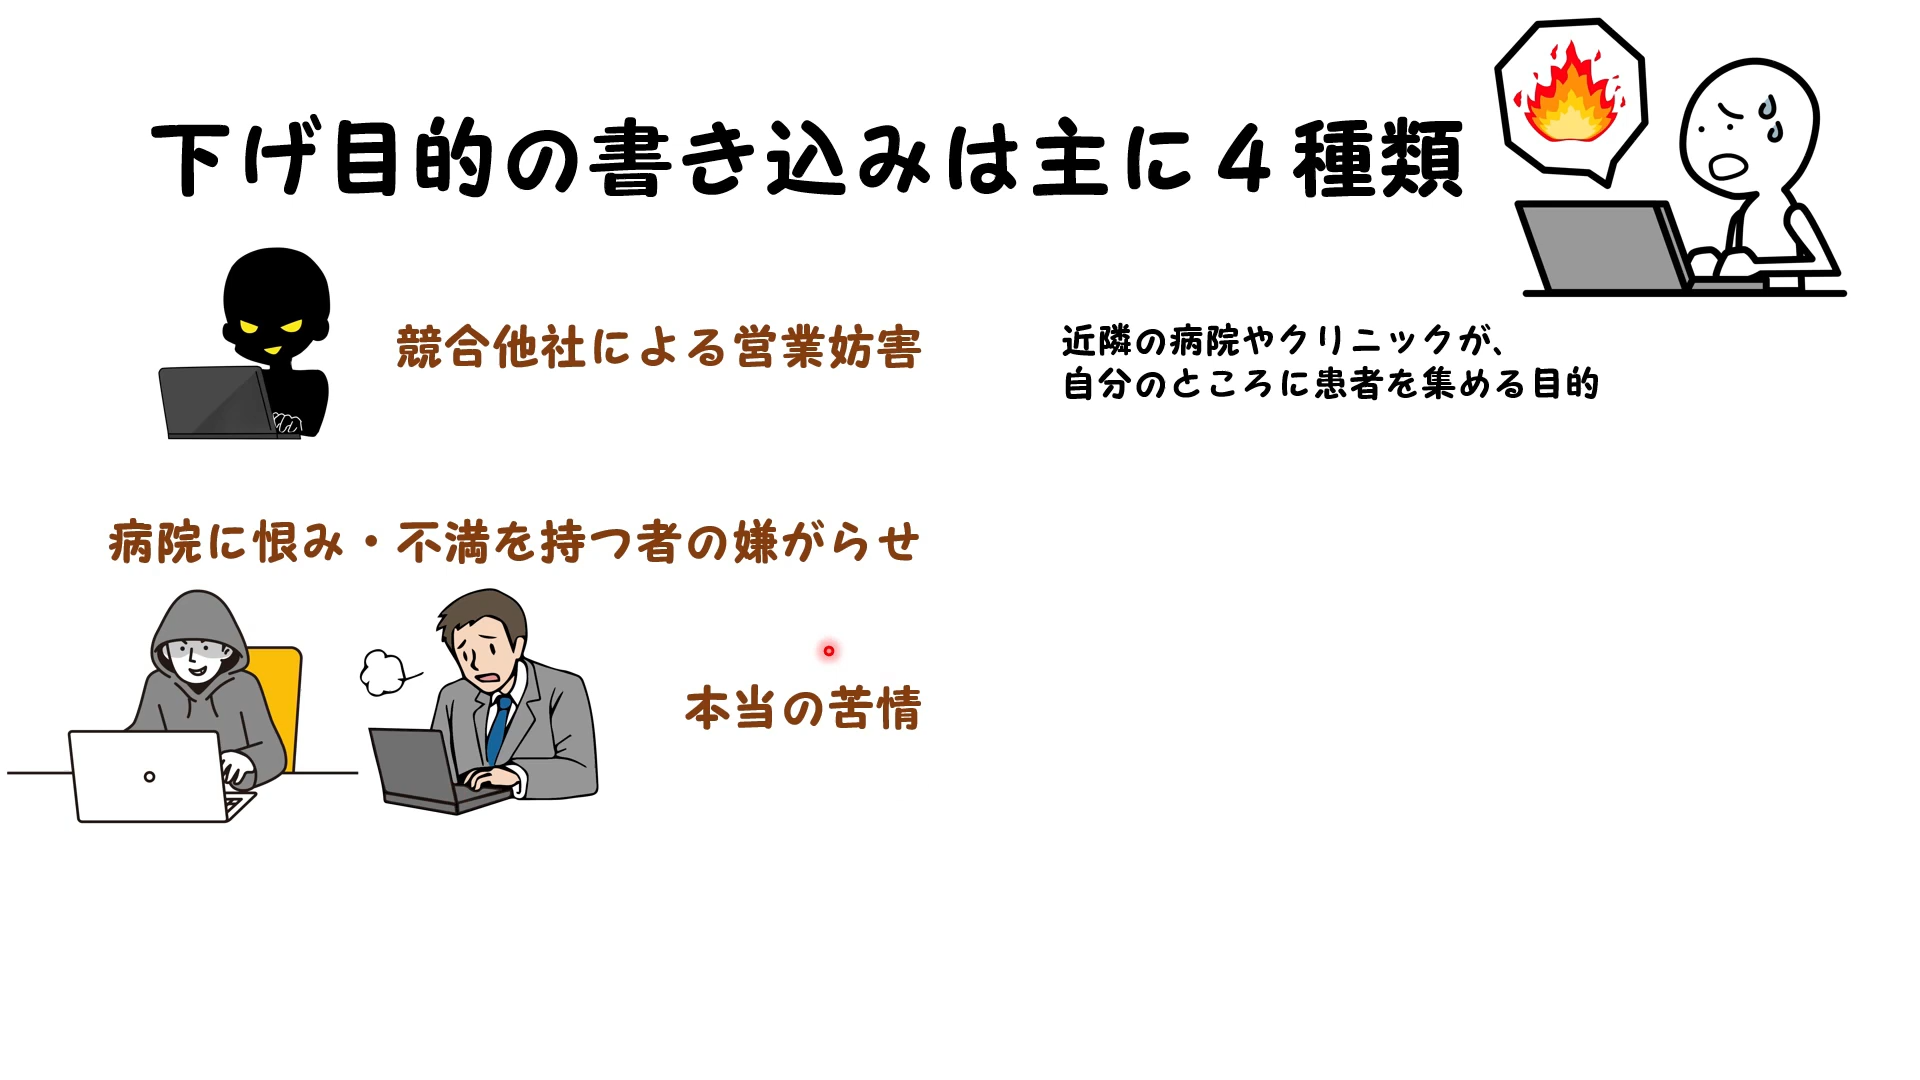 下げ目的の書き込みは主に４種類
競合他社による営業妨害
近隣の病院やクリニックが、
自分のところに患者を集める目的
病院に恨み・不満を持つ者の嫌がらせ
本当の苦情